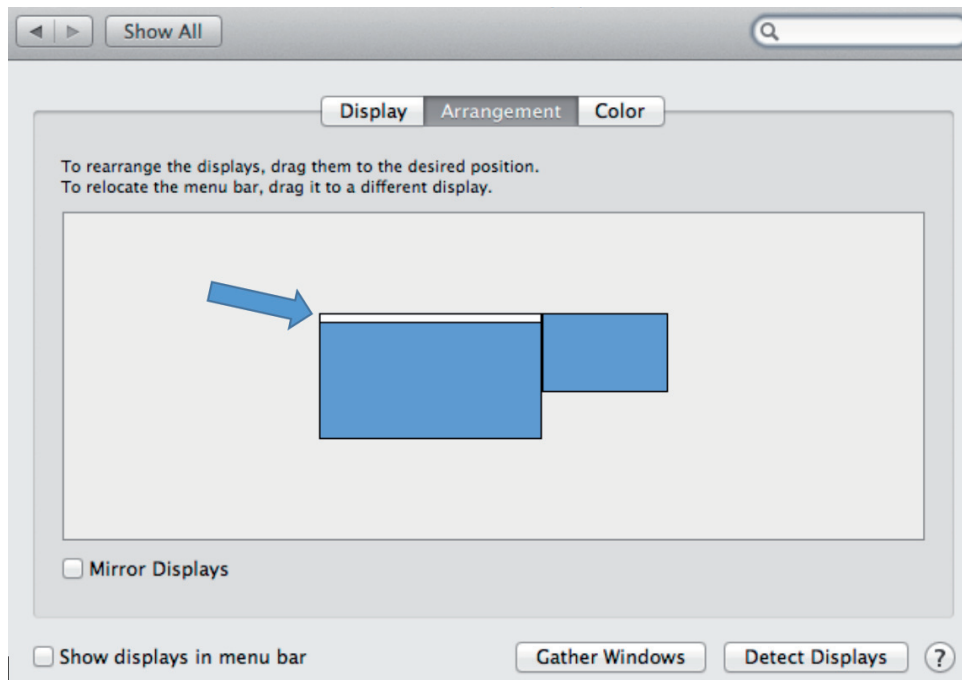 Show All
Display Arrangement Color
To rearrange the displays, drag them to the desired position.
To relocate the menu bar, drag it to a different display.
Mirror Displays
Show displays in menu bar Gather Windows Detect Displays ?